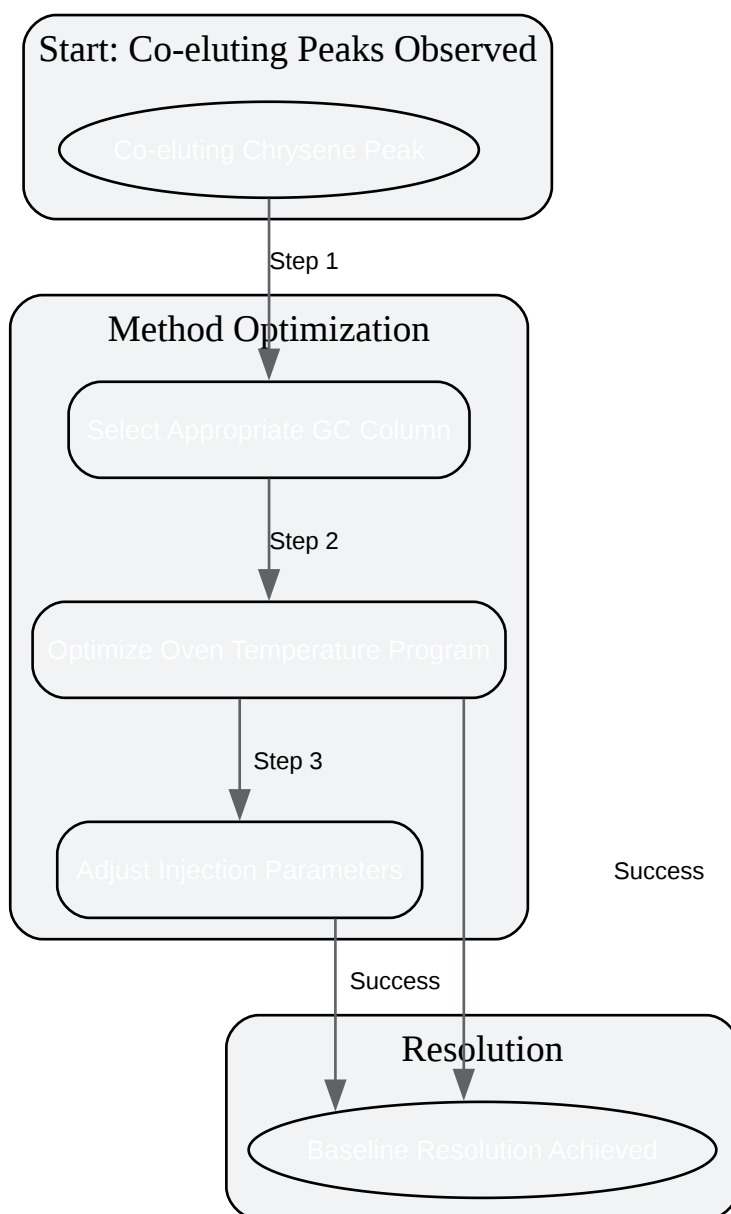 Start: Co-eluting Peaks Observed
Co-eluting Chrysene Peak
Step 1
Method Optimization
Select Appropriate GC Column
Step 2
Optimize Oven Temperature Program
Step 3
Adjust Injection Parameters
Success
Success
Resolution
Baseline Resolution Achieved